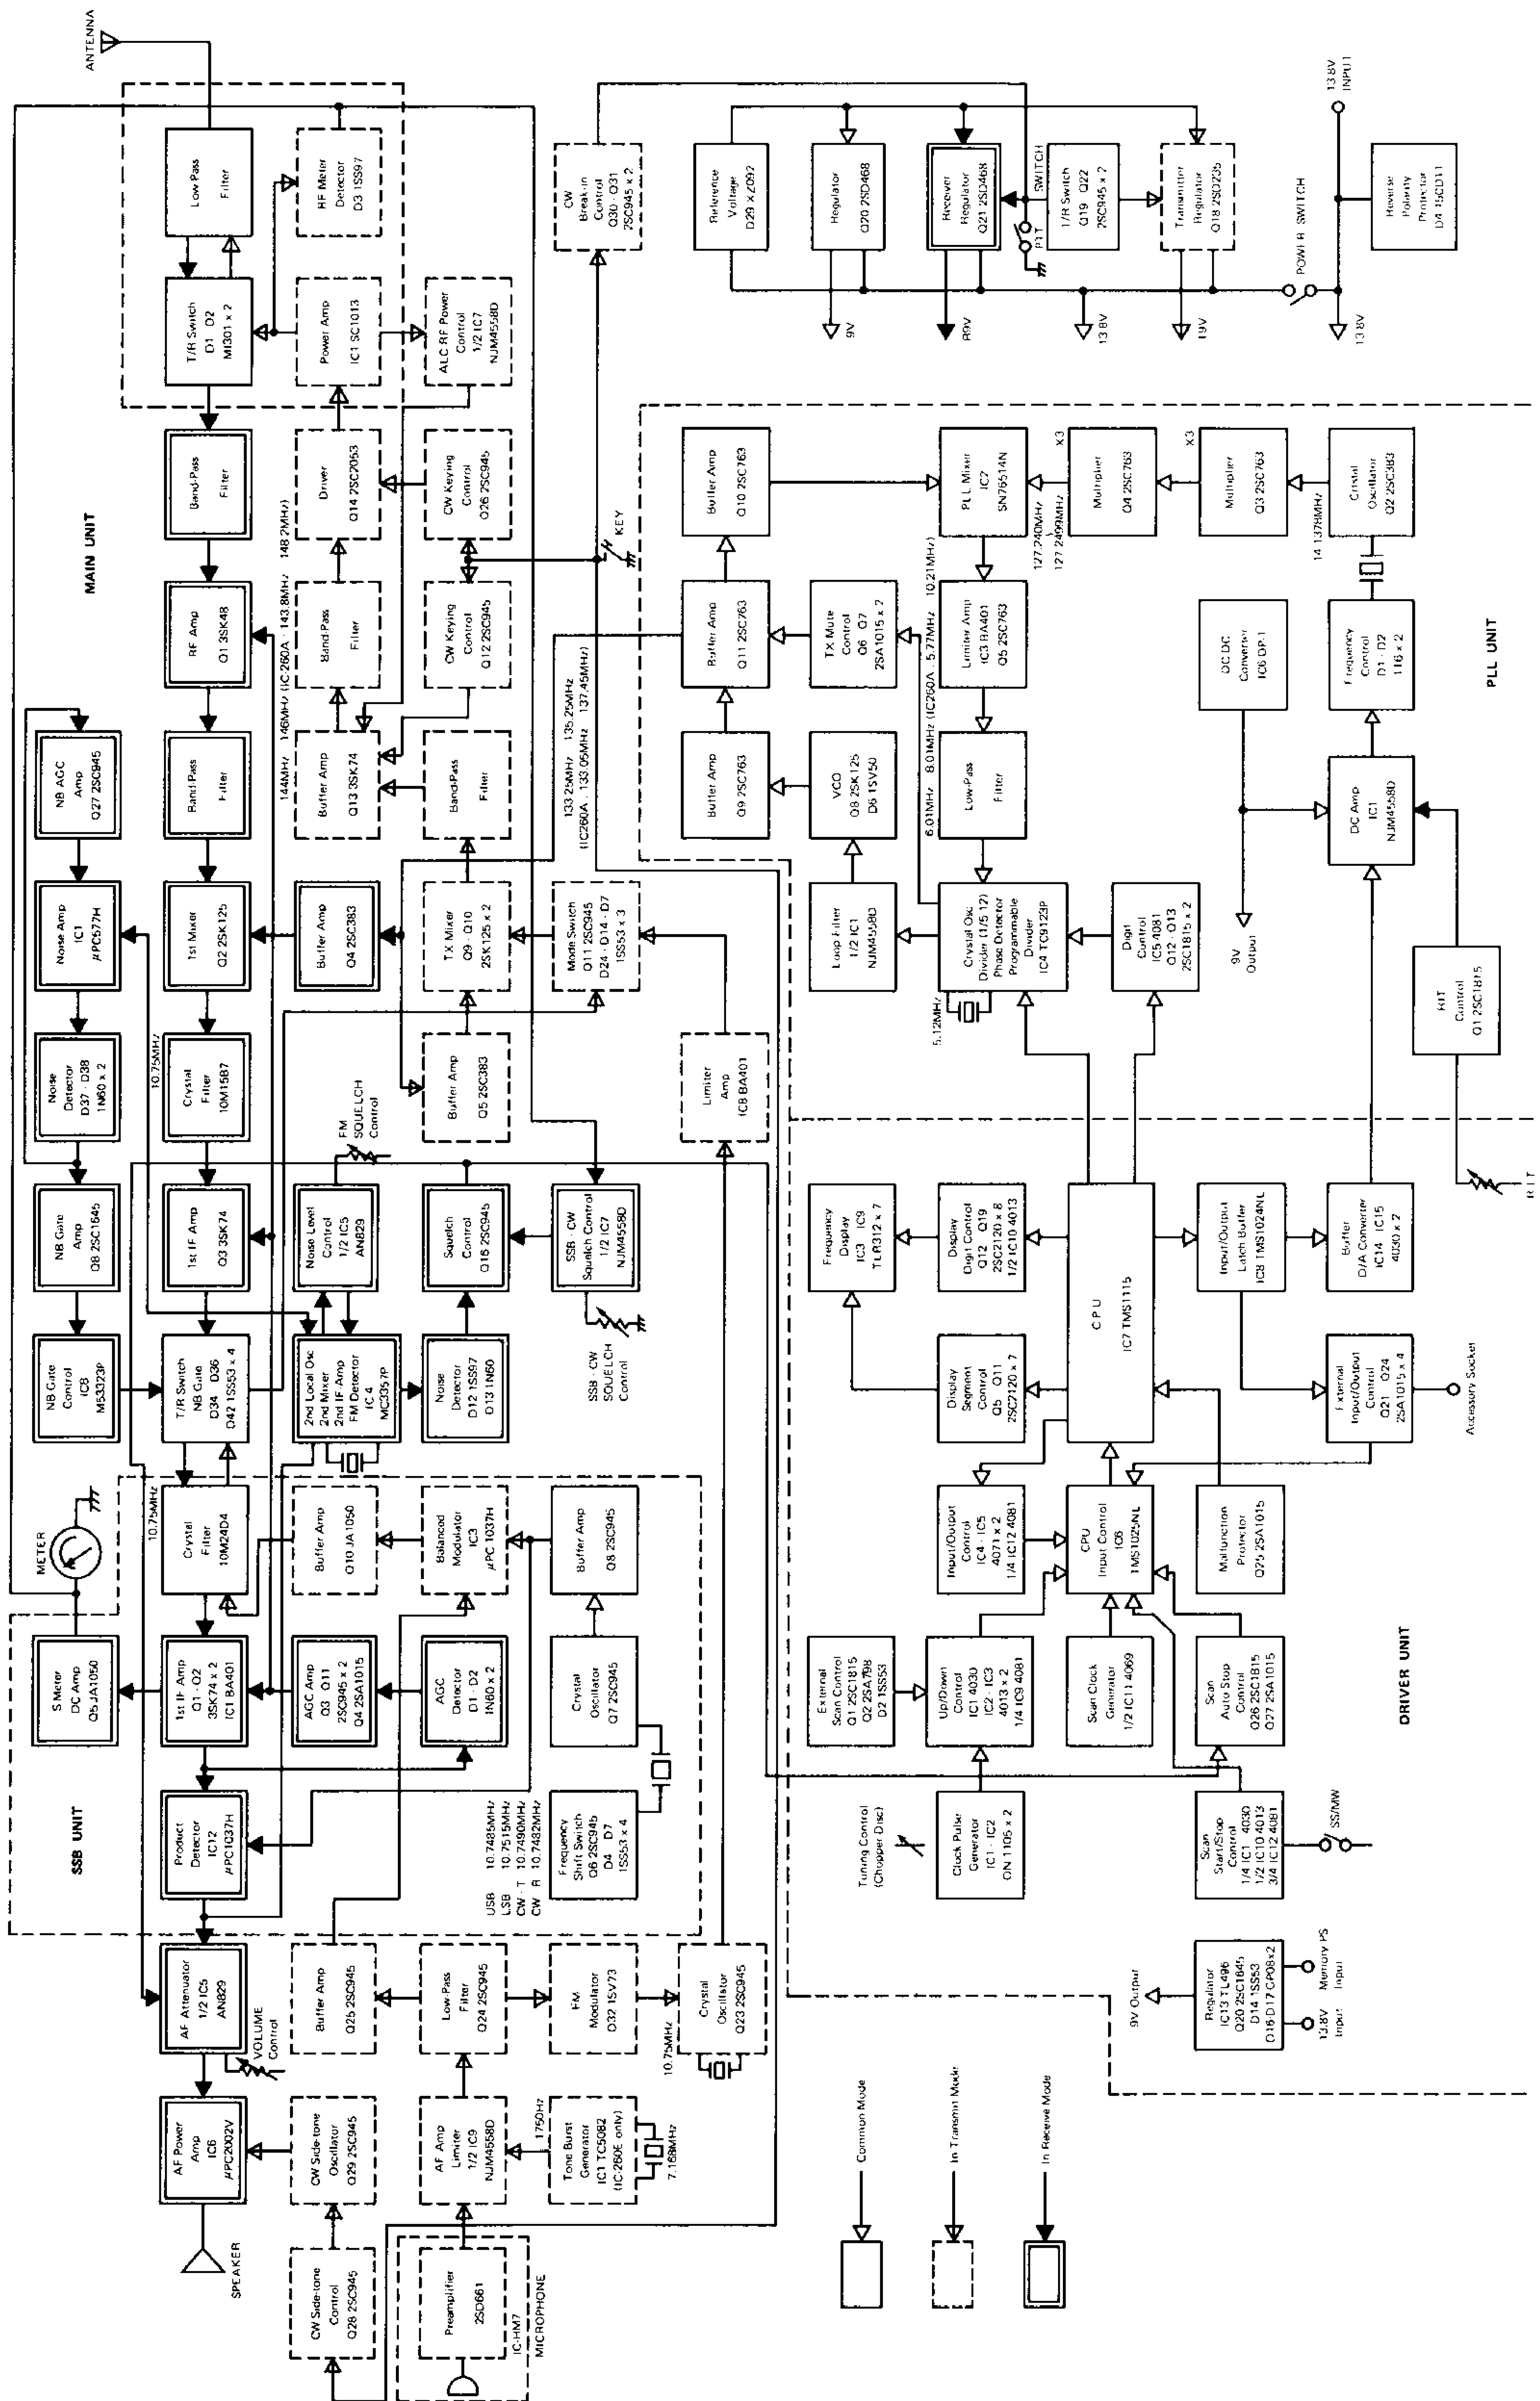 ANTENNA
MAIN UNIT
Low Pass
Filter
T/R Switch
D1 · D2
MI301 x 2
RF Meter
Detector
D3 1SS97
Power Amp
IC1 SC1013
ALC RF Power
Control
1/2 IC7
NJM4558D
Band-Pass
Filter
Driver
Q14 2SC2053
CW Keying
Control
Q26 2SC945
148.2MHz)
RF Amp
Q1 3SK48
Band-Pass
Filter
CW Keying
Control
Q12 2SC945
KEY
144MHz 146MHz (IC-260A · 143.8MHz
NB AGC
Amp
Q27 2SC945
Band-Pass
Filter
Buffer Amp
Q13 3SK74
Band-Pass
Filter
133.25MHz 135.25MHz
(IC260A · 133.05MHz 137.45MHz)
Noise Amp
IC1
μPC577H
1st Mixer
Q2 2SK125
Buffer Amp
Q4 2SC383
TX Mixer
Q9 · Q10
2SK125 x 2
Mode Switch
Q11 2SC945
D24 · D14 · D7
1SS53 x 3
Noise
Detector
D37 · D38
1N60 x 2
10.75MHz
Crystal
Filter
10M15B7
FM
SQUELCH
Control
Buffer Amp
Q5 2SC383
Limiter
Amp
IC8 BA401
NB Gate
Amp
Q8 2SC1645
1st IF Amp
Q3 3SK74
Noise Level
Control
1/2 IC5
AN829
Squelch
Control
Q16 2SC945
SSB · CW
Squelch Control
1/2 IC7
NJM4558D
NB Gate
Control
IC8
M53323P
T/R Switch
NB Gate
D34 D36
D42 1SS53 x 4
2nd Local Osc
2nd Mixer
2nd IF Amp
FM Detector
IC 4
MC3357P
Noise
Detector
D12 1SS97
D13 1N60
SSB · CW
SQUELCH
Control
METER
10.75MHz
Crystal
Filter
10M24D4
Buffer Amp
Q10 JA1050
Balanced
Modulator
IC3
μPC 1037H
Buffer Amp
Q8 2SC945
SSB UNIT
S Meter
DC Amp
Q5 JA1050
1st IF Amp
Q1 · Q2
3SK74 x 2
IC1 BA401
AGC Amp
Q3 Q11
2SC945 x 2
Q4 2SA1015
AGC
Detector
D1 · D2
1N60 x 2
Crystal
Oscillator
Q7 2SC945
Product
Detector
IC12
μPC1037H
USB 10.7485MHz
LSB 10.7515MHz
CW · T 10.7490MHz
CW R 10.7482MHz
Frequency
Shift Switch
Q6 2SC945
D4 D7
1SS53 x 4
AF Attenuator
1/2 IC5
AN829
VOLUME
Control
Buffer Amp
Q25 2SC945
Low-Pass
Filter
Q24 2SC945
FM
Modulator
D32 1SV73
10.75MHz
Crystal
Oscillator
Q23 2SC945
AF Power
Amp
IC6
μPC2002V
CW Side-tone
Oscillator
Q29 2SC945
AF Amp
Limiter
1/2 IC9
NJM4558D
1750Hz
Tone Burst
Generator
IC1 TC5082
(IC-260E only)
7.168MHz
SPEAKER
CW Side-tone
Control
Q28 2SC945
Preamplifier
2SD661
IC-HM7
MICROPHONE
CW
Break-in
Control
Q30 · Q31
2SC945 x 2
Reference
Voltage
D29 XZ092
Regulator
Q20 2SD468
Receiver
Regulator
Q21 2SD468
SWITCH
T/R Switch
Q19 Q22
2SC945 x 2
Transmitter
Regulator
Q18 2SD235
POWER SWITCH
13.8V
INPUT
Reverse
Polarity
Protector
9V
R9V
13.8V
13.8V
PLL UNIT
Buffer Amp
Q10 2SC763
PLL Mixer
IC2
SN76514N
X3
Multiplier
Q4 2SC763
X3
Multiplier
Q3 2SC763
Q2 2SC383
Oscillator
14.1378MHz
127.240MHz
127.2499MHz
Buffer Amp
Q11 2SC763
TX Mute
Control
Q6 Q7
2SA1015 x 2
Limiter Amp
IC3 BA401
Q5 2SC763
6.01MHz 8.01MHz (IC260A · 5.77MHz 10.21MHz)
DC DC
Converter
IC6 DP-1
Frequency
Control
D1 · D2
Buffer Amp
Q9 2SC763
VCO
Q8 2SK125
D6 1SV50
Low-Pass
Filter
DC Amp
IC1
NJM4558D
Loop Filter
1/2 IC1
NJM4558D
Crystal Osc
Divider (1/512)
Phase Detector
Programmable
Divider
IC4 TC9123P
5.12MHz
Digit
Control
IC5 4081
Q12 · Q13
2SC1815 x 2
9V
Output
RIT
Control
Q1 2SC1815
RIT
DRIVER UNIT
Frequency
Display
IC3 IC9
TLR312 x 7
Display
Digit Control
Q12 Q19
2SC2120 x 8
1/2 IC10 4013
CPU
IC7 TMS1115
Input/Output
Latch Buffer
IC8 TMS1024NL
Buffer
D/A Converter
IC14 IC15
4030 x 2
Display
Segment
Control
Q5 Q11
2SC2120 x 7
External
Input/Output
Control
Q21 Q24
2SA1015 x 4
Accessory Socket
Input/Output
Control
IC4 · IC5
4071 x 2
1/4 IC12 4081
CPU
Input Control
IC6
TMS1025NL
Malfunction
Protector
Q25 2SA1015
External
Scan Control
Q1 2SC1815
Q2 2SA798
D2 1SS53
Up/Down
Control
IC1 4030
IC2 · IC3
4013 x 2
1/4 IC9 4081
Scan Clock
Generator
1/2 IC11 4069
Scan
Auto Stop
Control
Q26 2SC1815
Q27 2SA1015
Tuning Control
(Chopper Disc)
Clock Pulse
Generator
IC1 · IC2
ON 1105 x 2
Scan
Start/Stop
Control
1/4 IC1 4030
1/2 IC10 4013
3/4 IC12 4081
SS/MW
9V Output
Regulator
IC13 TL496
Q20 2SC1645
D14 1SS53
D16·D17 GP08x2
13.8V
Input
Memory PS
Input
Common Mode
In Transmit Mode
In Receive Mode